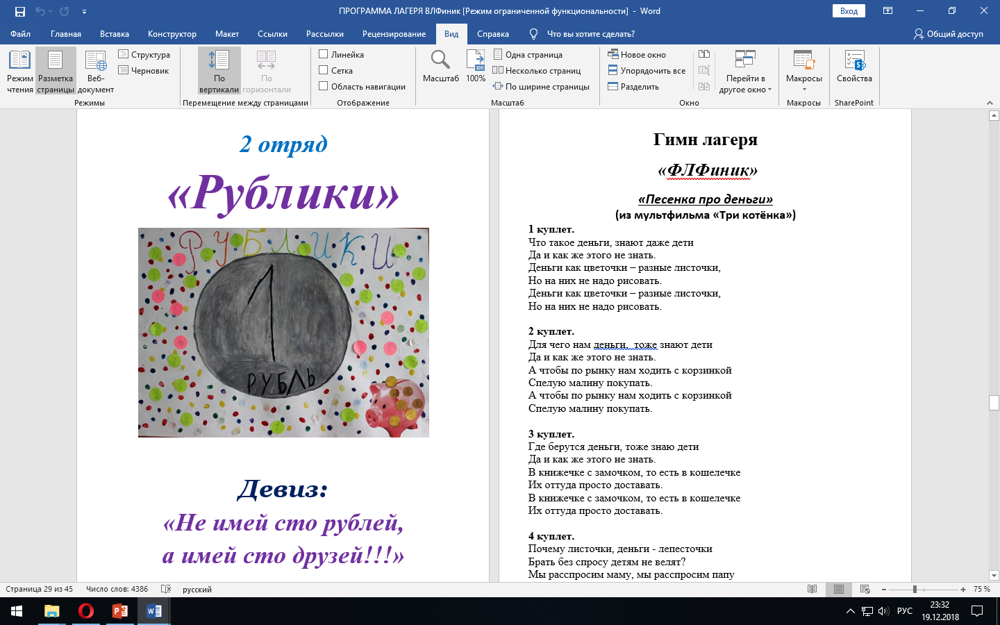 ПРОГРАММА ЛАГЕРЯ ВЛФиник [Режим ограниченной функциональности] - Word
Вход
Файл Главная Вставка Конструктор Макет Ссылки Рассылки Рецензирование Вид Справка Что вы хотите сделать? Общий доступ
Режим чтения
Разметка страницы
Веб-документ
Структура
Черновик
Режимы
По вертикали
По горизонтали
Перемещение между страницами
Линейка
Сетка
Область навигации
Отображение
Масштаб
100
100%
Одна страница
Несколько страниц
По ширине страницы
Масштаб
Новое окно
Упорядочить все
Разделить
Перейти в другое окно
Окно
Макросы
Макросы
Свойства
SharePoint
2 отряд
«Рублики»
РУБЛИКИ
1
РУБЛЬ
Девиз:
«Не имей сто рублей,
а имей сто друзей!!!»
Гимн лагеря
«ФЛФиник»
«Песенка про деньги»
(из мультфильма «Три котёнка»)
1 куплет.
Что такое деньги, знают даже дети
Да и как же этого не знать.
Деньги как цветочки – разные листочки,
Но на них не надо рисовать.
Деньги как цветочки – разные листочки,
Но на них не надо рисовать.
2 куплет.
Для чего нам деньги, тоже знают дети
Да и как же этого не знать.
А чтобы по рынку нам ходить с корзинкой
Спелую малину покупать.
А чтобы по рынку нам ходить с корзинкой
Спелую малину покупать.
3 куплет.
Где берутся деньги, тоже знаю дети
Да и как же этого не знать.
В книжечке с замочком, то есть в кошелечке
Их оттуда просто доставать.
В книжечке с замочком, то есть в кошелечке
Их оттуда просто доставать.
4 куплет.
Почему листочки, деньги - лепесточки
Брать без спросу детям не велят?
Мы расспросим маму, мы расспросим папу
Страница 29 из 45 Число слов: 4386 русский 75 %
РУС
23:32
19.12.2018